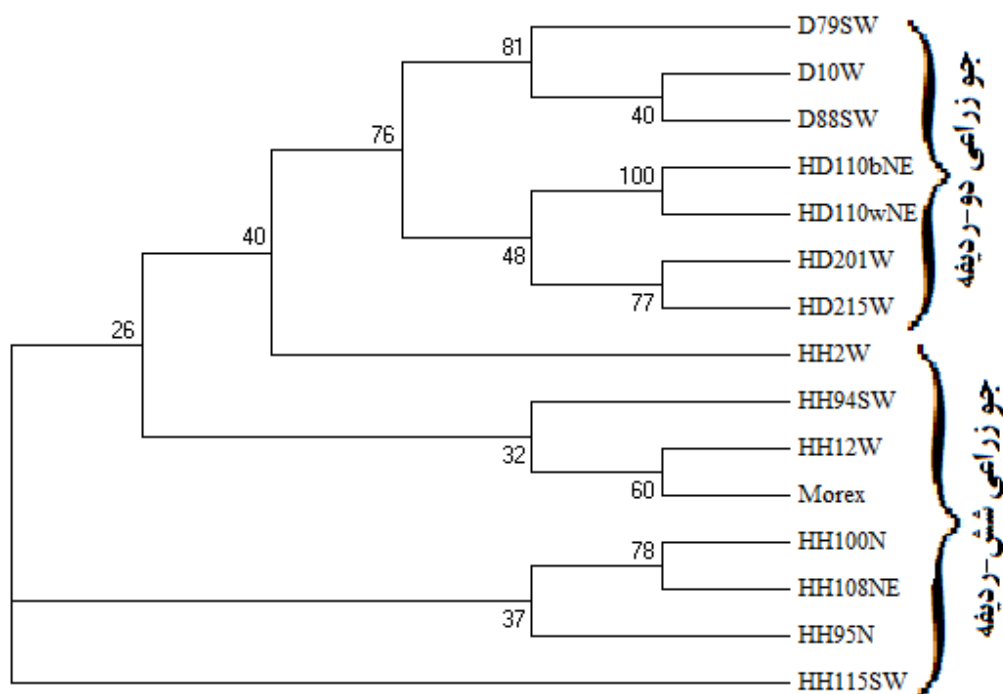 D79SW
81
D10W
40
D88SW
76
HD110bNE
100
HD110wNE
48
HD201W
77
HD215W
40
HH2W
26
HH94SW
32
HH12W
60
Morex
HH100N
78
HH108NE
37
HH95N
HH115SW
جو زراعی دو-ردیفه
جو زراعی شش-ردیفه